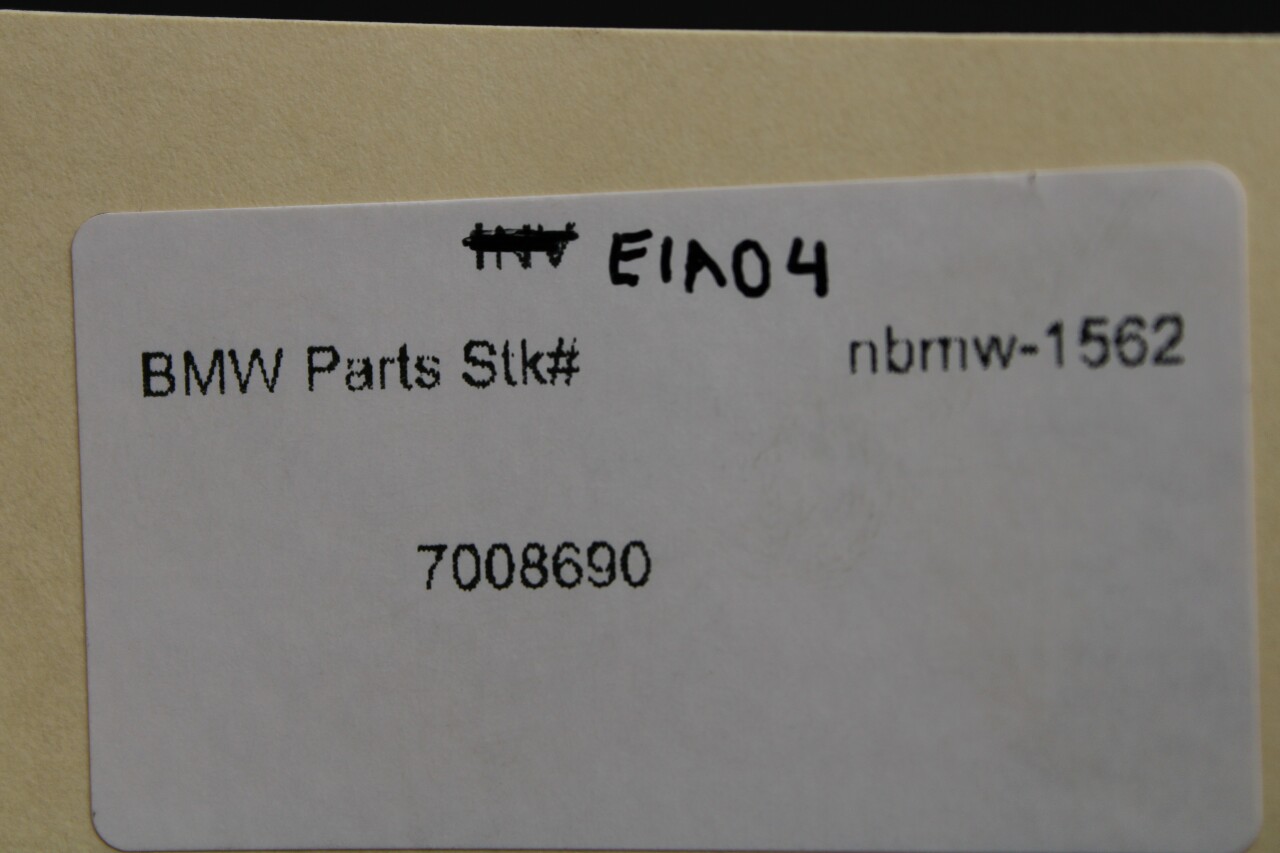 INV E1A04
BMW Parts Stk# nbmw-1562
7008690